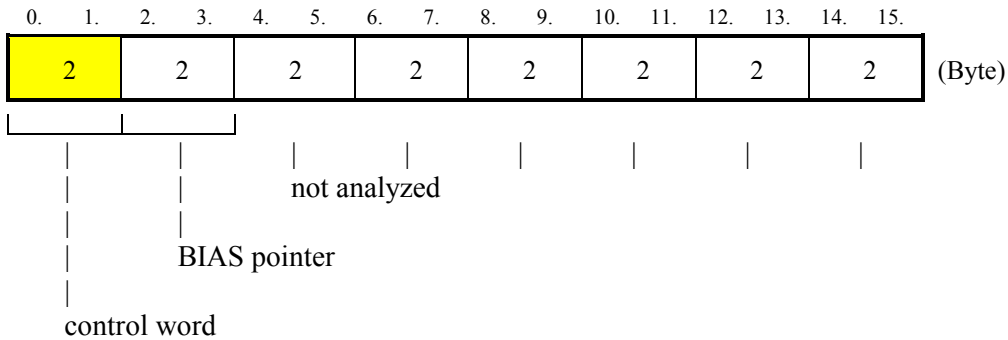 0. 1. 2. 3. 4. 5. 6. 7. 8. 9. 10. 11. 12. 13. 14. 15.
2 2 2 2 2 2 2 2 (Byte)
| | | | | | | |
| | not analyzed
| |
| BIAS pointer
|
control word